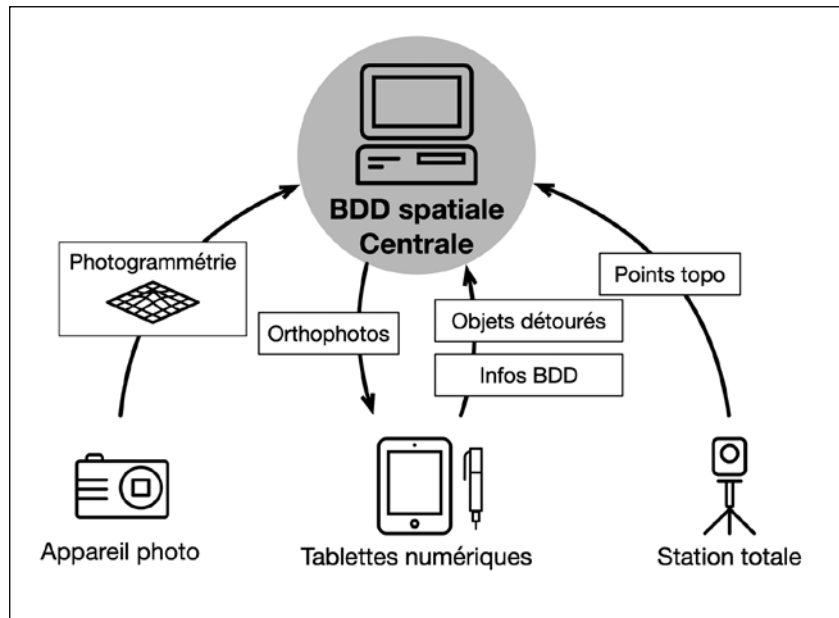 BDD spatiale
Centrale
Photogrammétrie
Points topo
Orthophotos
Objets détourés
Infos BDD
Appareil photo
Tablettes numériques
Station totale